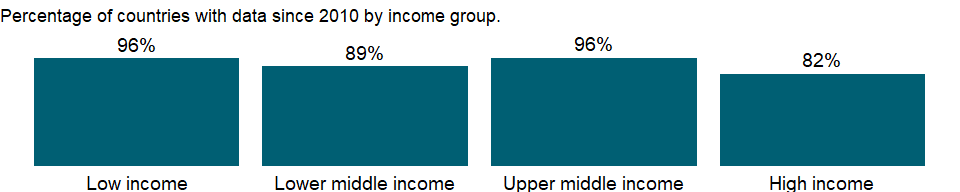 Percentage of countries with data since 2010 by income group.
96% 89% 96% 82%
Low income Lower middle income Upper middle income High income